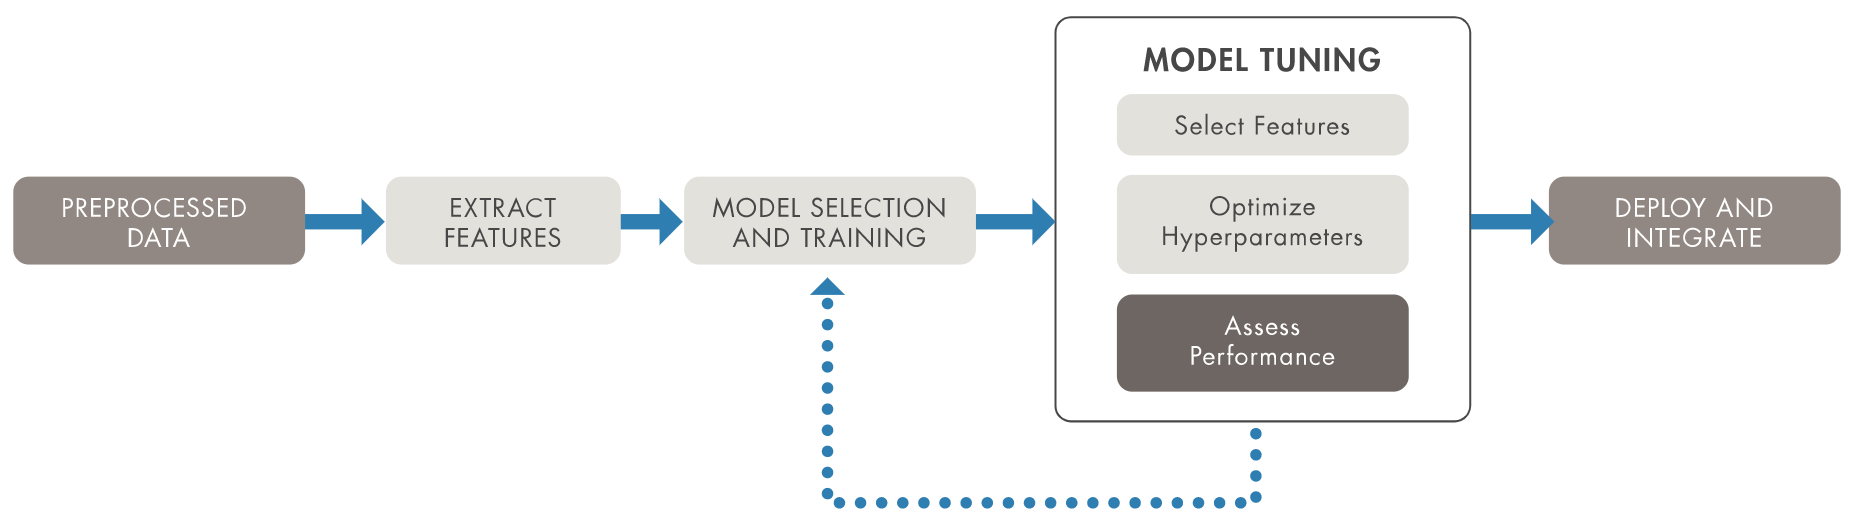 PREPROCESSED
DATA
EXTRACT
FEATURES
MODEL SELECTION
AND TRAINING
MODEL TUNING
Select Features
Optimize
Hyperparameters
Assess
Performance
DEPLOY AND
INTEGRATE